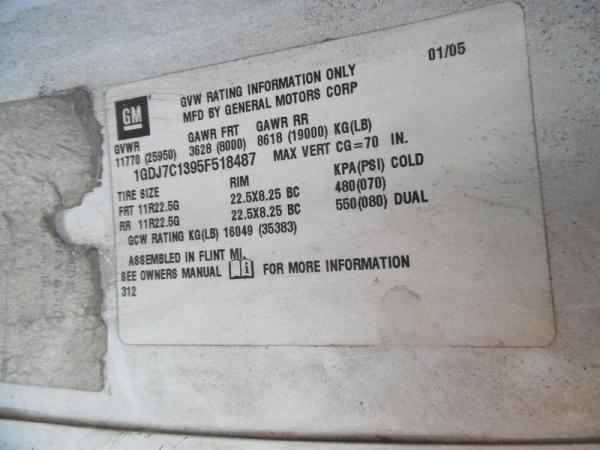 GM
GVW RATING INFORMATION ONLY
01/05
MFD BY GENERAL MOTORS CORP
GVWR GAWR FRT GAWR RR
11770 (25950) 3628 (8000) 8618 (19000) KG(LB)
1GDJ7C1395F518487 MAX VERT CG=70 IN.
TIRE SIZE RIM KPA(PSI) COLD
FRT 11R22.5G 22.5X8.25 BC 480(070)
RR 11R22.5G 22.5X8.25 BC 550(080) DUAL
GCW RATING KG(LB) 16049 (35383)
ASSEMBLED IN FLINT MI.
SEE OWNERS MANUAL i FOR MORE INFORMATION
312